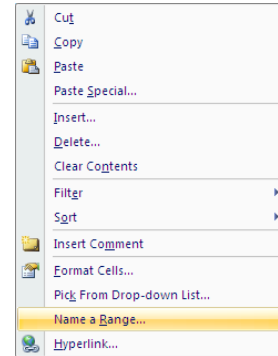 Cut
Copy
Paste
Paste Special...
Insert...
Delete...
Clear Contents
Filter
Sort
Insert Comment
Format Cells...
Pick From Drop-down List...
Name a Range...
Hyperlink...